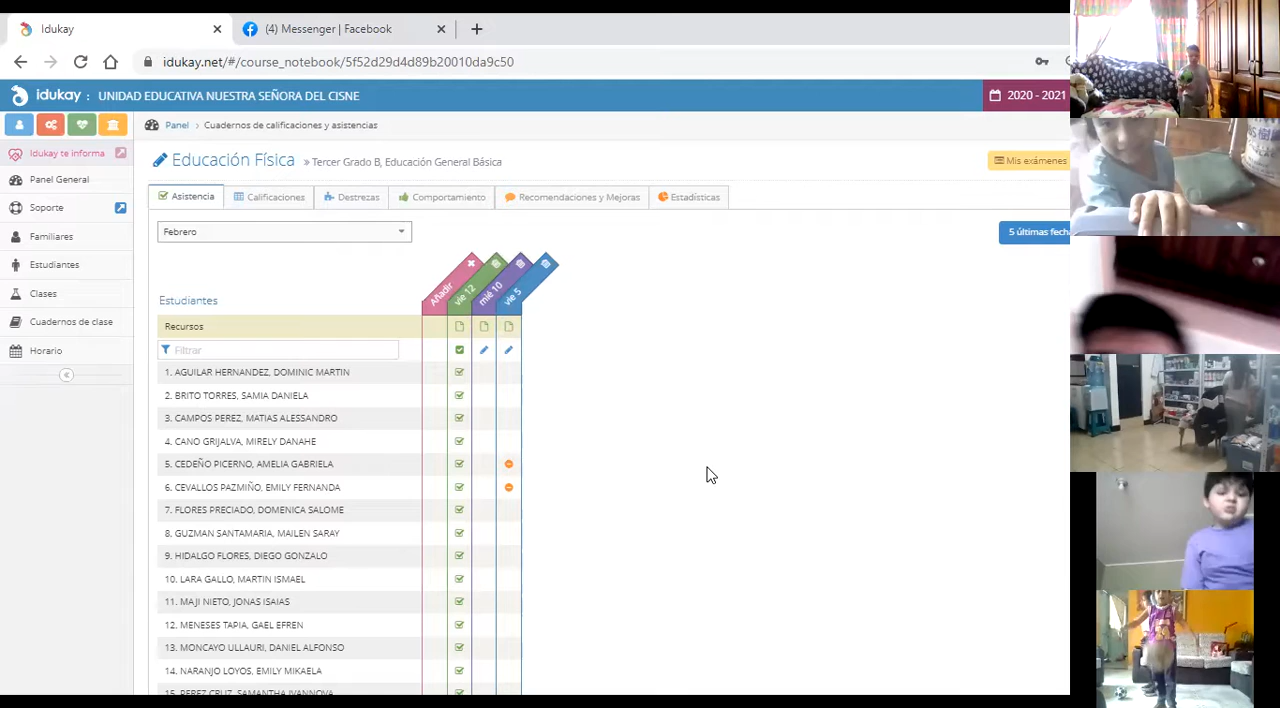 Idukay
(4) Messenger | Facebook
idukay.net/#/course_notebook/5f52d29d4d89b20010da9c50
idukay : UNIDAD EDUCATIVA NUESTRA SEÑORA DEL CISNE
2020 - 2021
Idukay te informa
Panel General
Soporte
Familiares
Estudiantes
Clases
Cuadernos de clase
Horario
Panel > Cuadernos de calificaciones y asistencias
Educación Física » Tercer Grado B, Educación General Básica
Mis exámenes
Asistencia
Calificaciones
Destrezas
Comportamiento
Recomendaciones y Mejoras
Estadísticas
Febrero
5 últimas fech
Añadir
vie 12
mié 10
vie 5
Estudiantes
Recursos
Filtrar
1. AGUILAR HERNANDEZ, DOMINIC MARTIN
2. BRITO TORRES, SAMIA DANIELA
3. CAMPOS PEREZ, MATIAS ALESSANDRO
4. CANO GRIJALVA, MIRELY DANAHE
5. CEDEÑO PICERNO, AMELIA GABRIELA
6. CEVALLOS PAZMIÑO, EMILY FERNANDA
7. FLORES PRECIADO, DOMENICA SALOME
8. GUZMAN SANTAMARIA, MAILEN SARAY
9. HIDALGO FLORES, DIEGO GONZALO
10. LARA GALLO, MARTIN ISMAEL
11. MAJI NIETO, JONAS ISAIAS
12. MENESES TAPIA, GAEL EFREN
13. MONCAYO ULLAURI, DANIEL ALFONSO
14. NARANJO LOYOS, EMILY MIKAELA
15. PEREZ CRUZ, SAMANTHA IVANNOVA